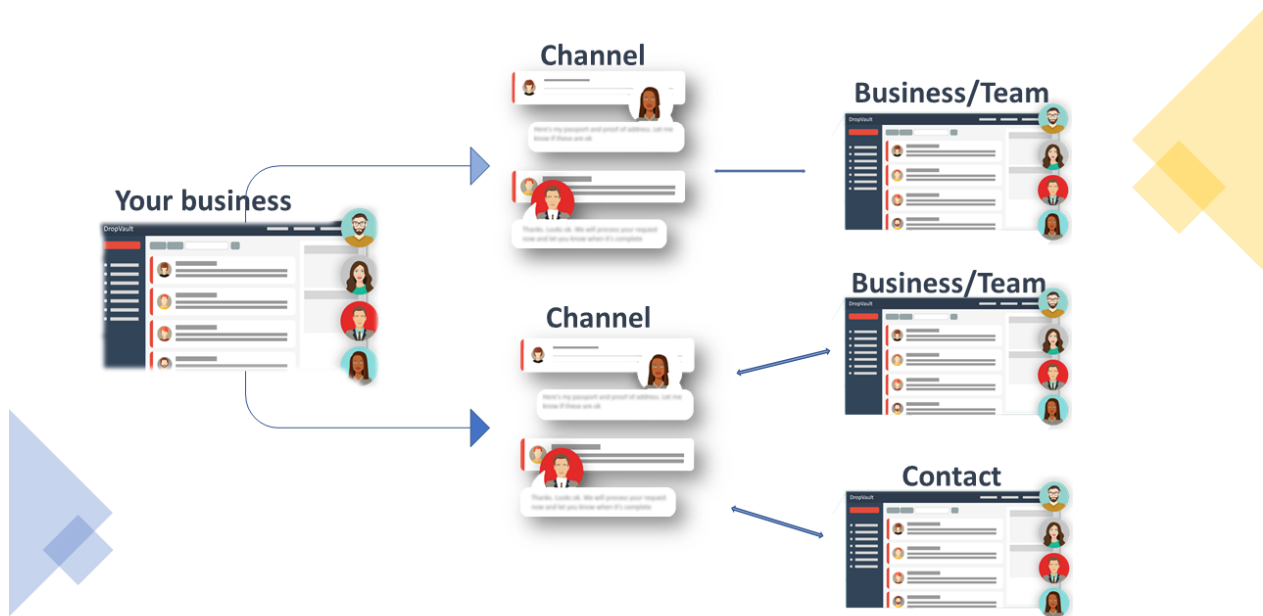 Channel
Here's my passport and proof of address. Let me
know if these are ok
Thanks. Looks ok. We will process your request
now and let you know when it's complete
Business/Team
DropVault
Your business
DropVault
Channel
Here's my passport and proof of address. Let me
know if these are ok
Thanks. Looks ok. We will process your request
now and let you know when it's complete
Business/Team
DropVault
Contact
DropVault